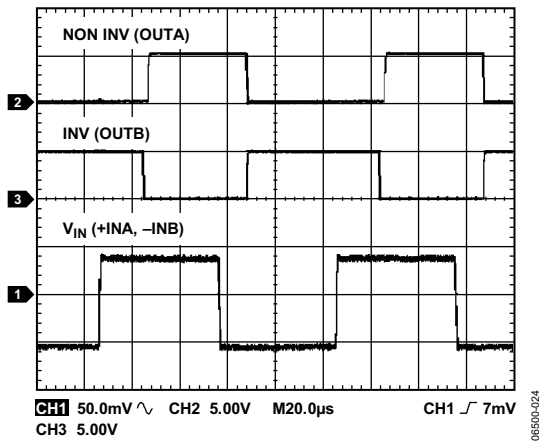 NON INV (OUTA)
2
INV (OUTB)
3
VIN (+INA, –INB)
1
CH1 50.0mV CH2 5.00V M20.0µs CH1 7mV
CH3 5.00V
06500-024